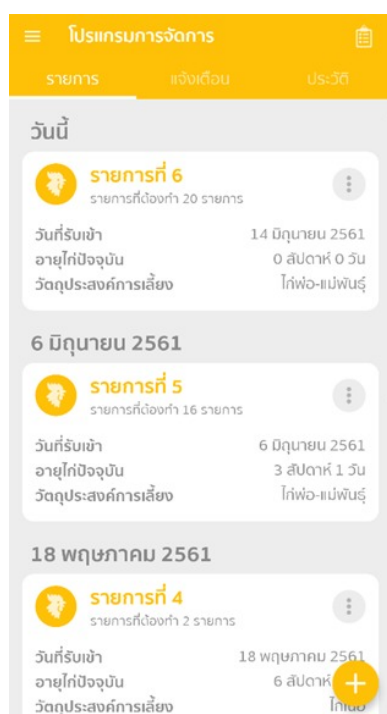 โปรแกรมการจัดการ
รายการ แจ้งเตือน ประวัติ
วันนี้
รายการที่ 6
รายการที่ต้องทำ 20 รายการ
วันที่รับเข้า 14 มิถุนายน 2561
อายุไก่ปัจจุบัน 0 สัปดาห์ 0 วัน
วัตถุประสงค์การเลี้ยง ไก่พ่อ-แม่พันธุ์
6 มิถุนายน 2561
รายการที่ 5
รายการที่ต้องทำ 16 รายการ
วันที่รับเข้า 6 มิถุนายน 2561
อายุไก่ปัจจุบัน 3 สัปดาห์ 1 วัน
วัตถุประสงค์การเลี้ยง ไก่พ่อ-แม่พันธุ์
18 พฤษภาคม 2561
รายการที่ 4
รายการที่ต้องทำ 2 รายการ
วันที่รับเข้า 18 พฤษภาคม 2561
อายุไก่ปัจจุบัน 6 สัปดาห์
วัตถุประสงค์การเลี้ยง